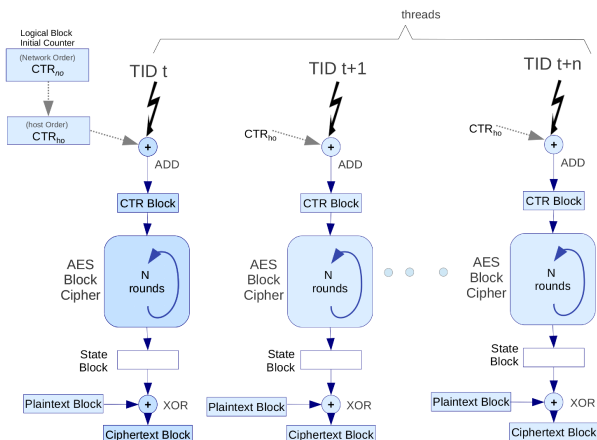 threads
Logical Block
Initial Counter
(Network Order)
CTRno
(host Order)
CTRho
TID t
TID t+1
TID t+n
CTRho
CTRho
+
ADD
+
ADD
+
ADD
CTR Block
CTR Block
CTR Block
AES
Block
Cipher
N
rounds
AES
Block
Cipher
N
rounds
AES
Block
Cipher
N
rounds
State
Block
State
Block
State
Block
Plaintext Block
+
XOR
Plaintext Block
+
XOR
Plaintext Block
+
XOR
Ciphertext Block
Ciphertext Block
Ciphertext Block